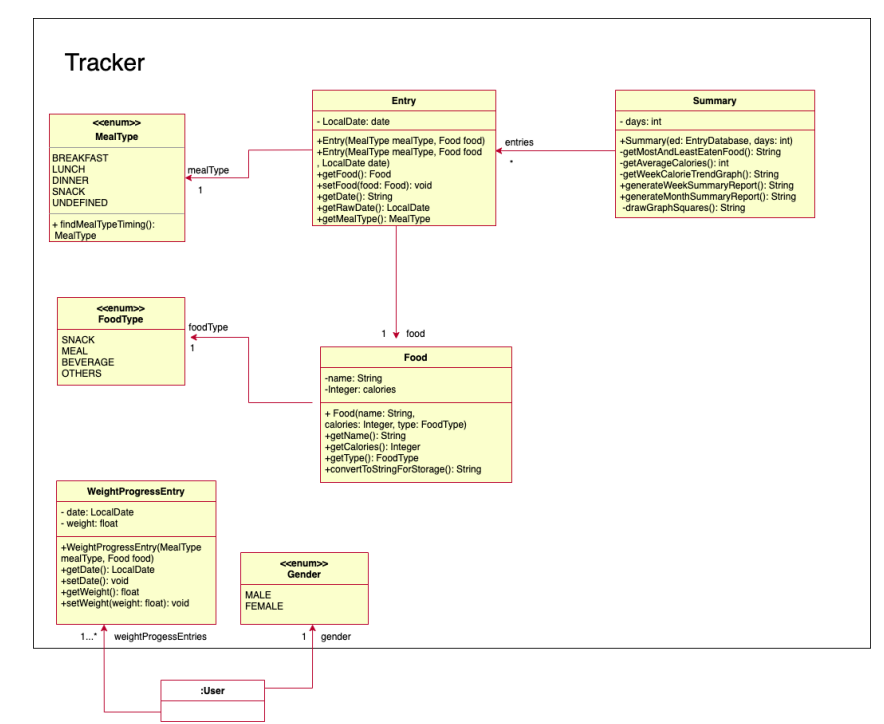 Tracker
<<enum>>
MealType
BREAKFAST
LUNCH
DINNER
SNACK
UNDEFINED
+ findMealTypeTiming():
MealType
mealType
1
Entry
- LocalDate: date
+Entry(MealType mealType, Food food)
+Entry(MealType mealType, Food food
, LocalDate date)
+getFood(): Food
+setFood(food: Food): void
+getDate(): String
+getRawDate(): LocalDate
+getMealType(): MealType
entries
*
Summary
- days: int
+Summary(ed: EntryDatabase, days: int)
-getMostAndLeastEatenFood(): String
-getAverageCalories(): int
-getWeekCalorieTrendGraph(): String
+generateWeekSummaryReport(): String
+generateMonthSummaryReport(): String
-drawGraphSquares(): String
<<enum>>
FoodType
SNACK
MEAL
BEVERAGE
OTHERS
foodType
1
1 food
Food
-name: String
-Integer: calories
+ Food(name: String,
calories: Integer, type: FoodType)
+getName(): String
+getCalories(): Integer
+getType(): FoodType
+convertToStringForStorage(): String
WeightProgressEntry
- date: LocalDate
- weight: float
+WeightProgressEntry(MealType
mealType, Food food)
+getDate(): LocalDate
+setDate(): void
+getWeight(): float
+setWeight(weight: float): void
<<enum>>
Gender
MALE
FEMALE
1...* weightProgessEntries
1 gender
:User